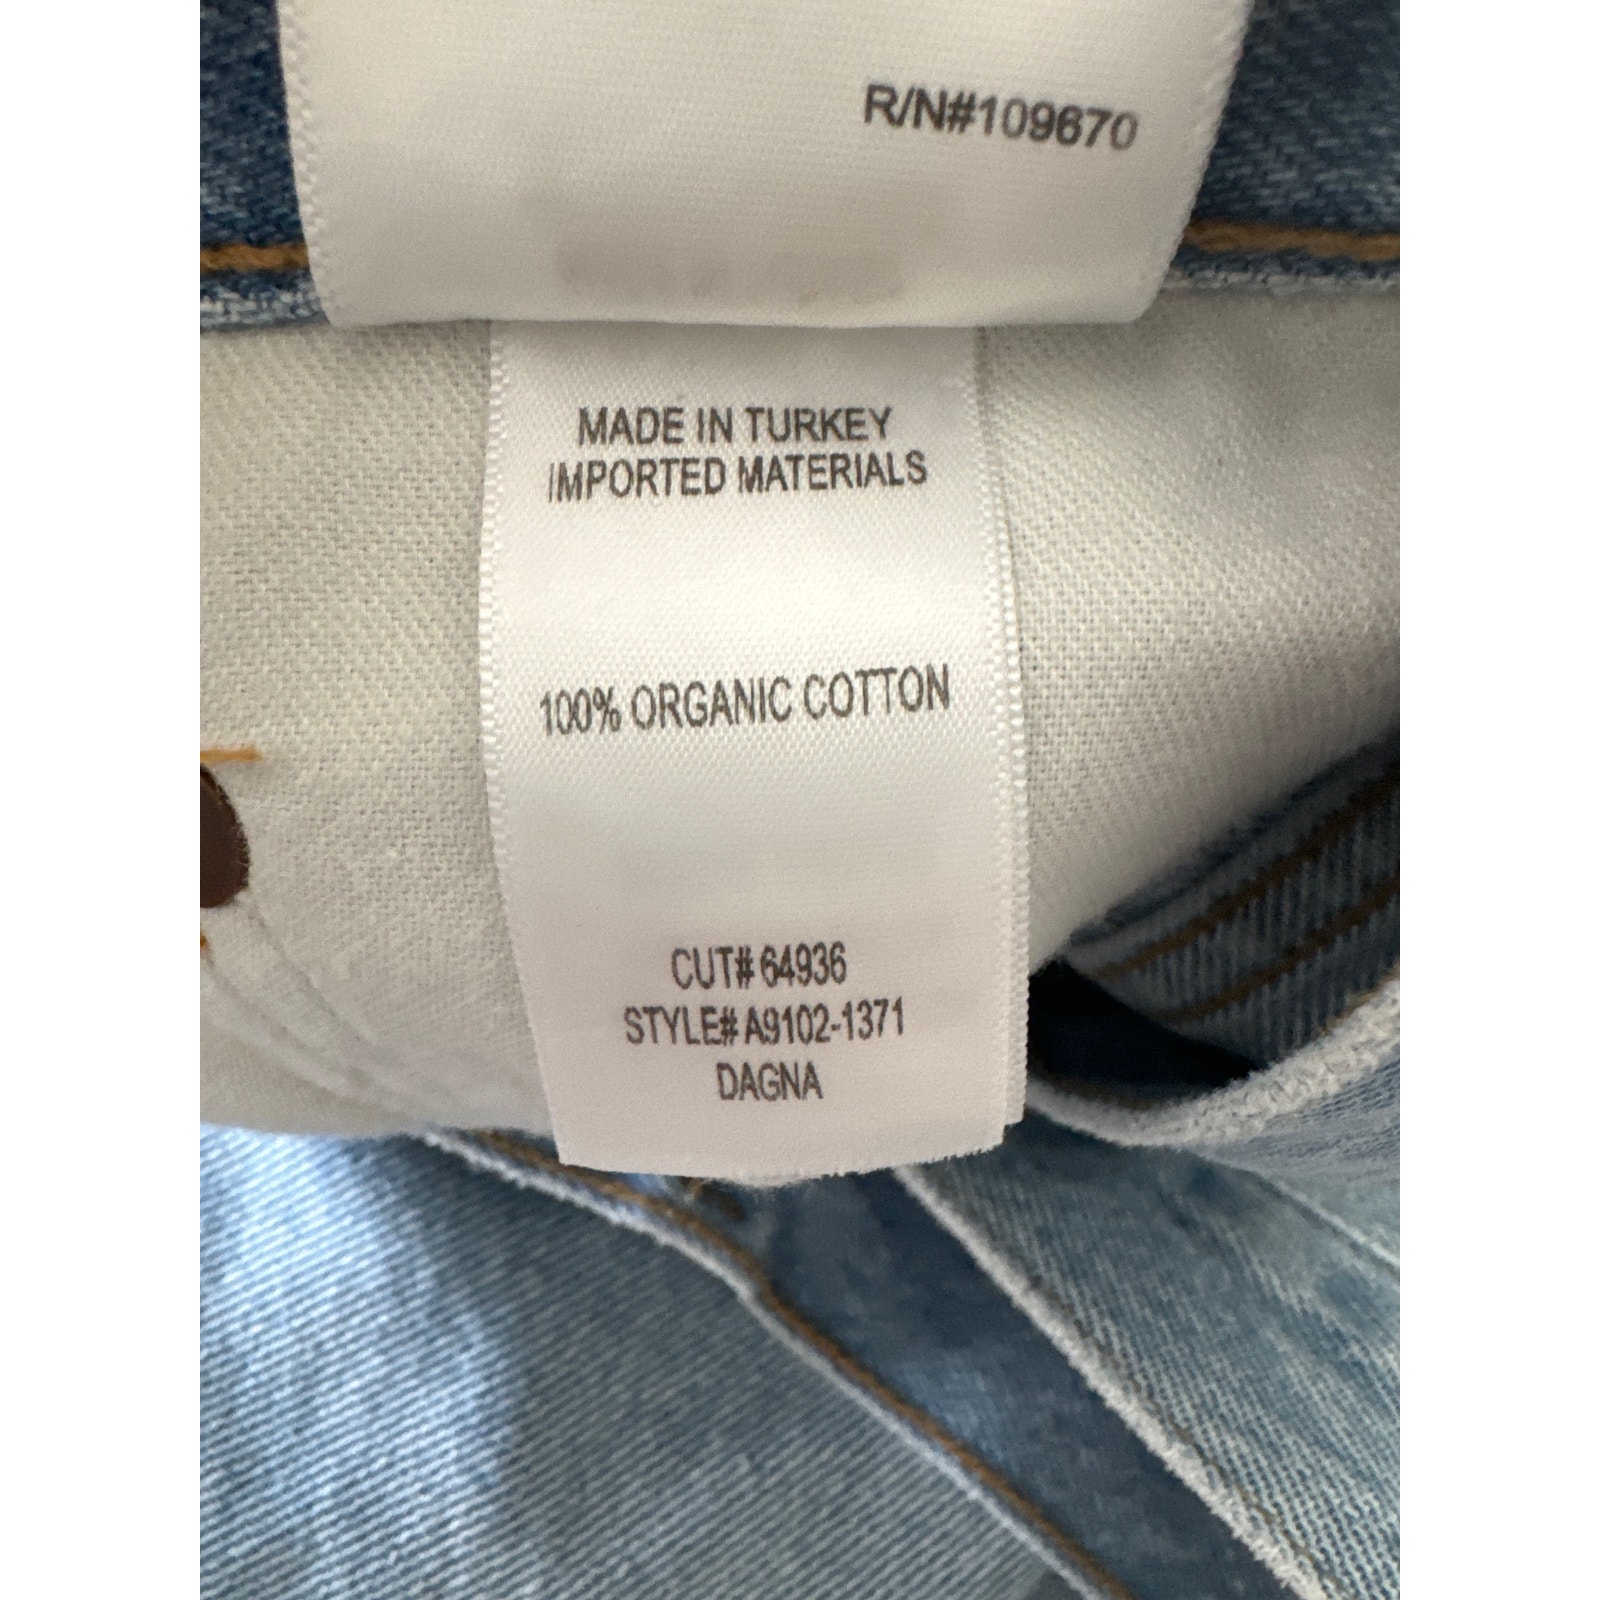 R/N#109670
MADE IN TURKEY
IMPORTED MATERIALS
100% ORGANIC COTTON
CUT# 64936
STYLE# A9102-1371
DAGNA